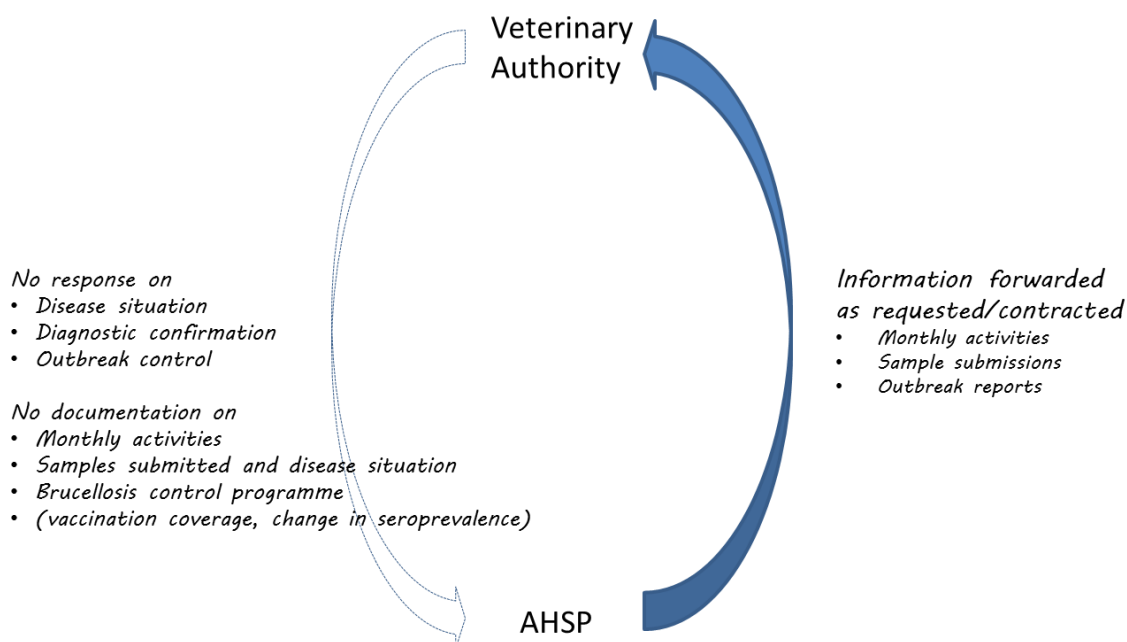 Veterinary
Authority
No response on
• Disease situation
• Diagnostic confirmation
• Outbreak control
No documentation on
• Monthly activities
• Samples submitted and disease situation
• Brucellosis control programme
• (vaccination coverage, change in seroprevalence)
Information forwarded
as requested/contracted
• Monthly activities
• Sample submissions
• Outbreak reports
AHSP